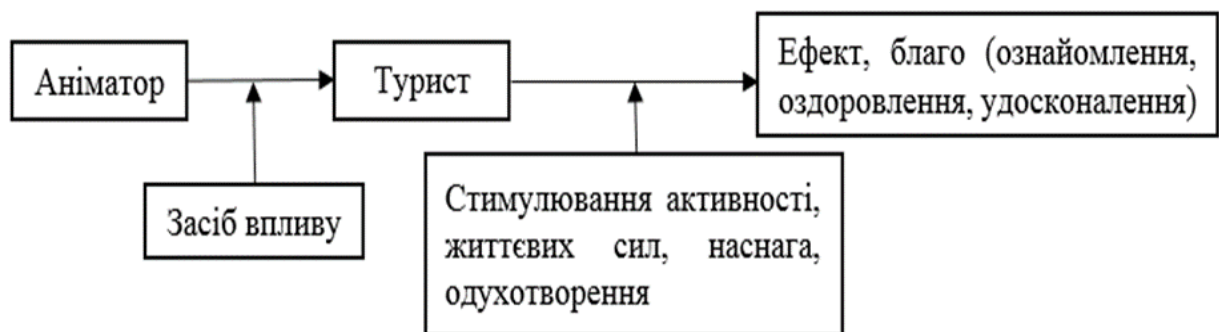 Аніматор
Турист
Ефект, благо (ознайомлення,
оздоровлення, удосконалення)
Засіб впливу
Стимулювання активності,
життєвих сил, наснага,
одухотворення